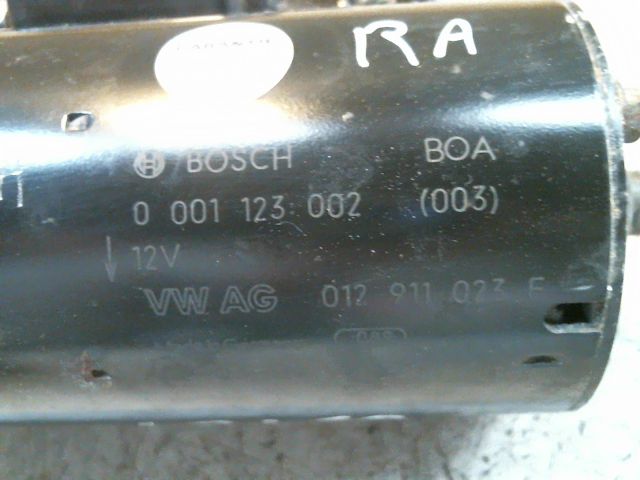 RA
BOSCH BOA
0 001 123 002 (003)
12V
VW AG 012 911 023 E